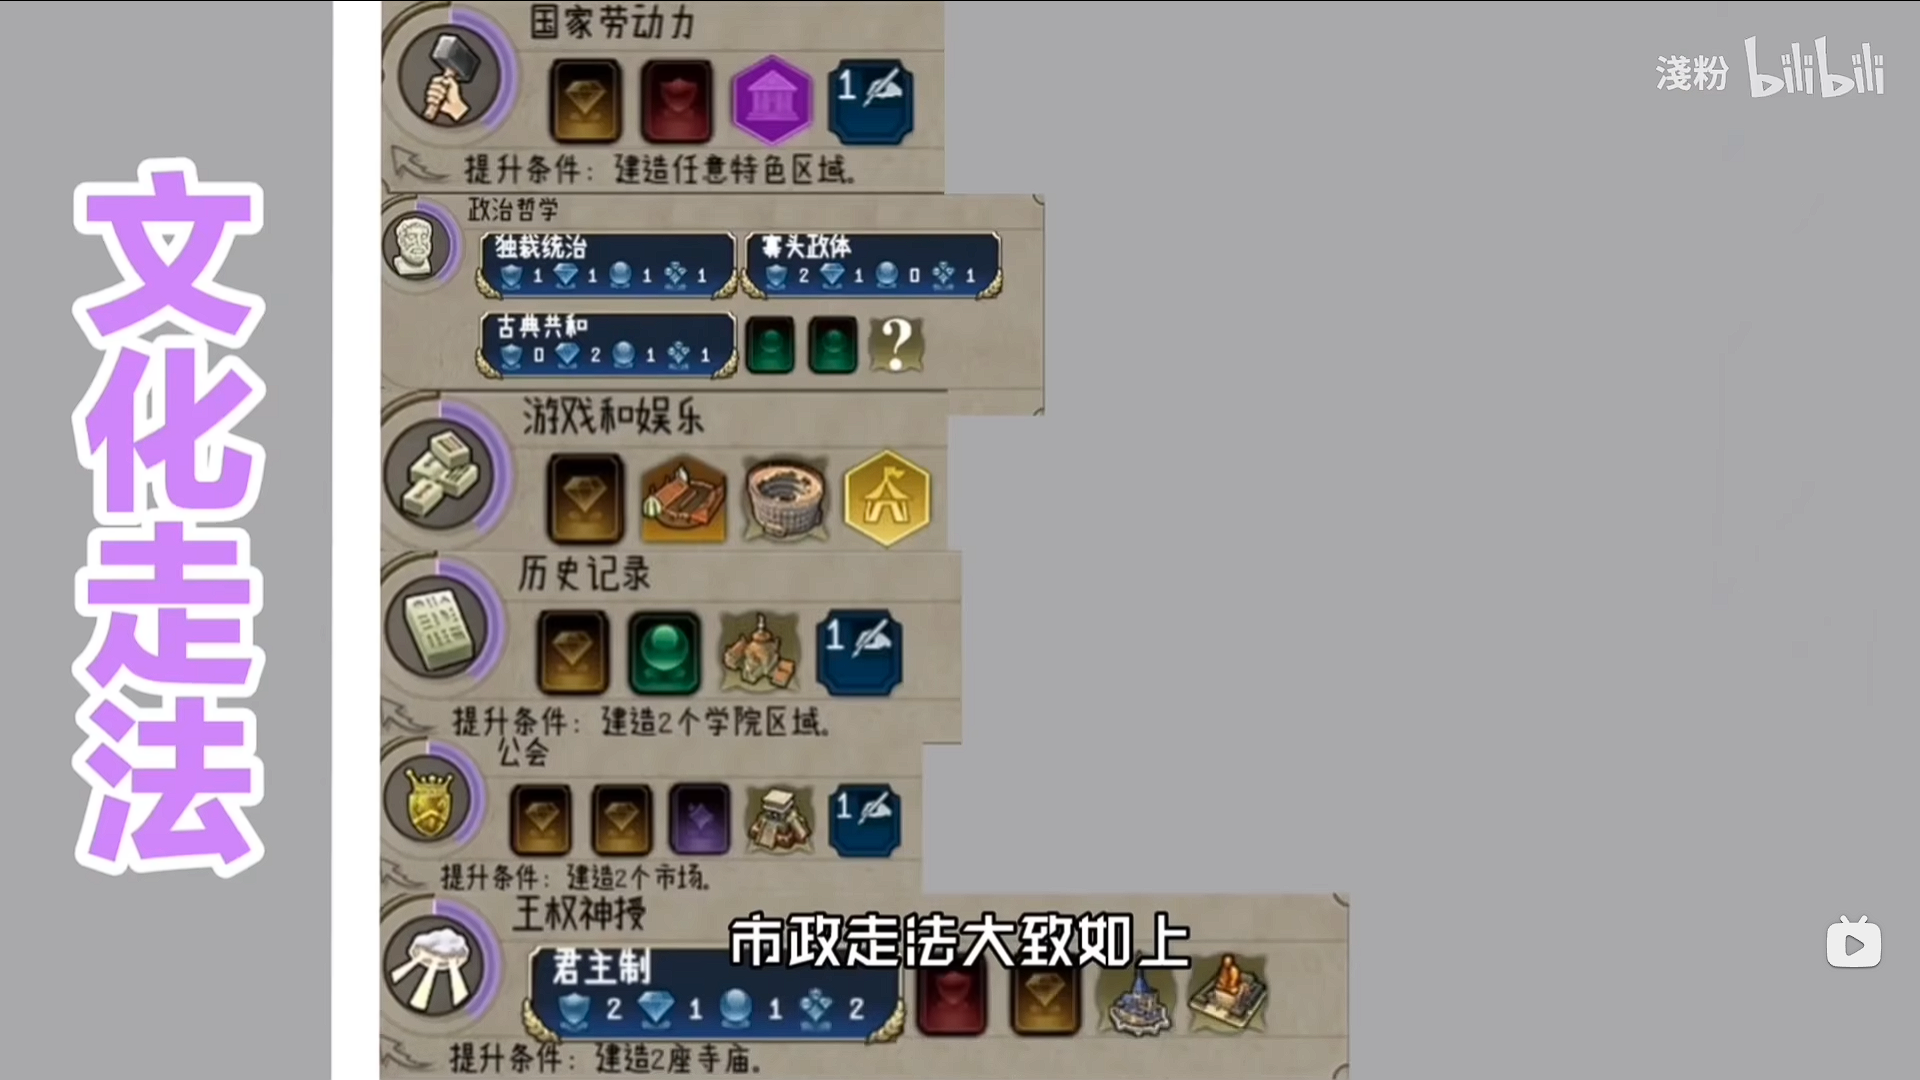 文化走法
淺粉 bilibili
国家劳动力
1
提升条件：建造任意特色区域。
政治哲学
独裁统治
1 1 1 1
寡头政体
2 1 0 1
古典共和
0 2 1 1
?
游戏和娱乐
历史记录
1
提升条件：建造2个学院区域。
公会
1
提升条件：建造2个市场。
王权神授
君主制
2 1 1 2
提升条件：建造2座寺庙。
市政走法大致如上